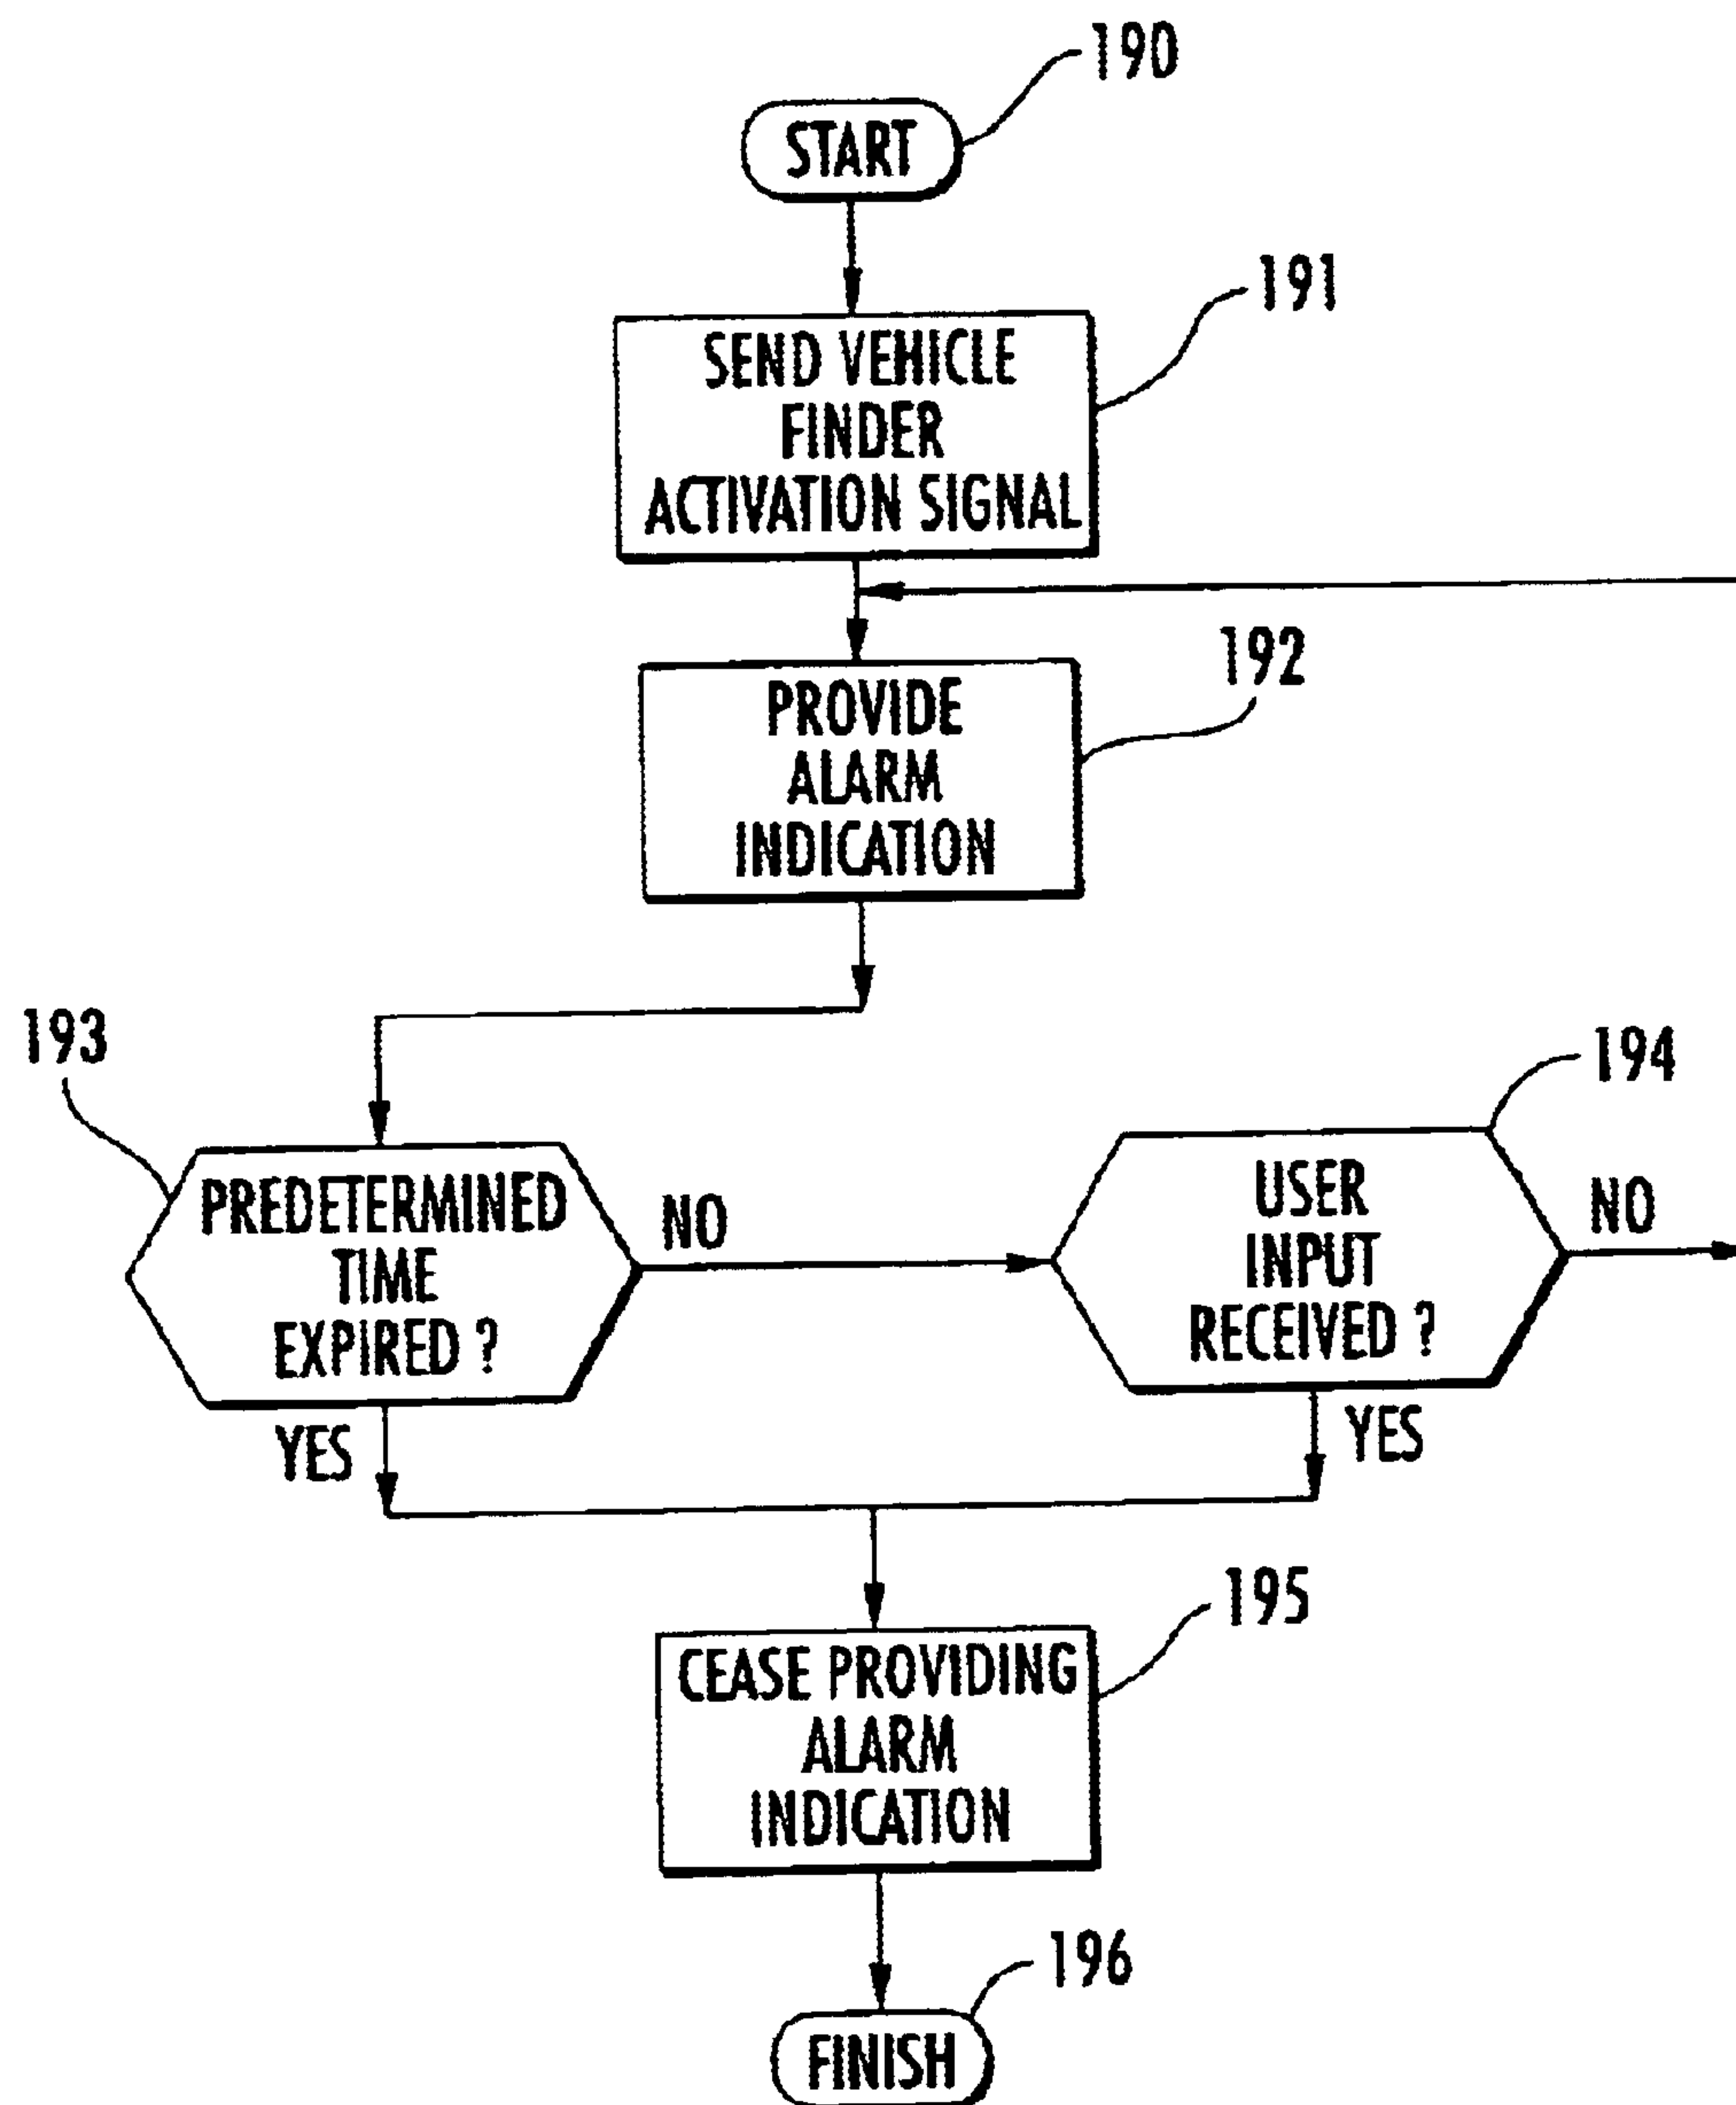 190
START
191
SEND VEHICLE
FINDER
ACTIVATION SIGNAL
192
PROVIDE
ALARM
INDICATION
193
194
PREDETERMINED
TIME
EXPIRED ?
NO
USER
INPUT
RECEIVED ?
NO
YES
YES
195
CEASE PROVIDING
ALARM
INDICATION
196
FINISH